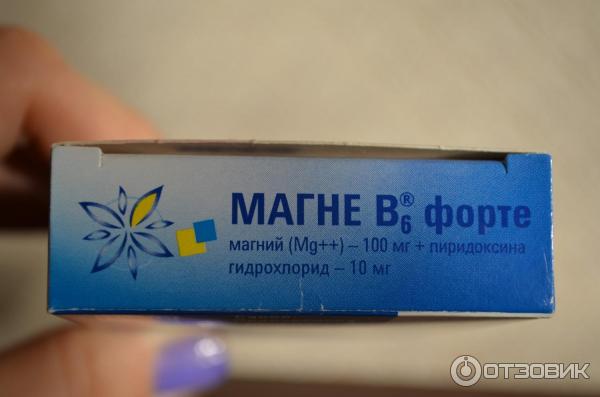 МАГНЕ B6® форте
магний (Mg++) – 100 мг + пиридоксина
гидрохлорид – 10 мг
ОТЗОВИК